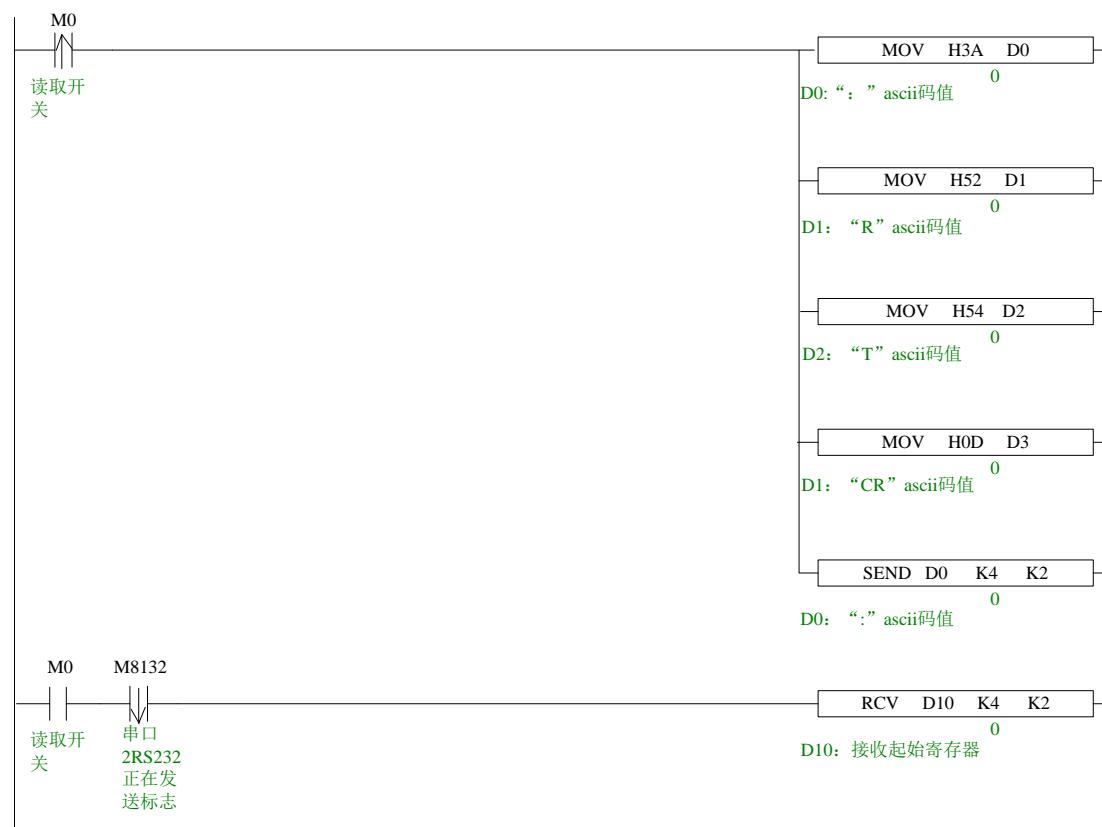 M0
读取开
关
MOV H3A D0
0
D0:“：”ascii码值
MOV H52 D1
0
D1：“R”ascii码值
MOV H54 D2
0
D2：“T”ascii码值
MOV H0D D3
0
D1：“CR”ascii码值
SEND D0 K4 K2
0
D0：“:”ascii码值
M0
读取开
关
M8132
串口
2RS232
正在发
送标志
RCV D10 K4 K2
0
D10：接收起始寄存器